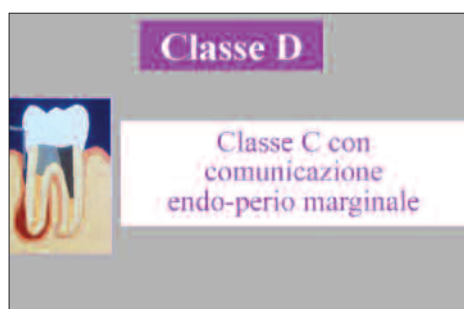 Classe D
Classe C con
comunicazione
endo-perio marginale